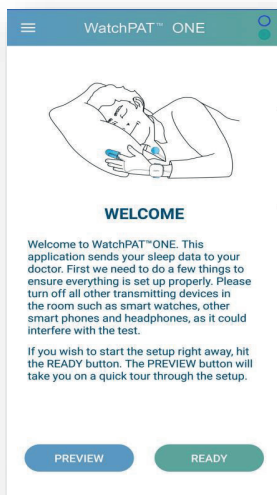 WatchPAT™ ONE
WELCOME
Welcome to WatchPAT™ONE. This
application sends your sleep data to your
doctor. First we need to do a few things to
ensure everything is set up properly. Please
turn off all other transmitting devices in
the room such as smart watches, other
smart phones and headphones, as it could
interfere with the test.
If you wish to start the setup right away, hit
the READY button. The PREVIEW button will
take you on a quick tour through the setup.
PREVIEW
READY